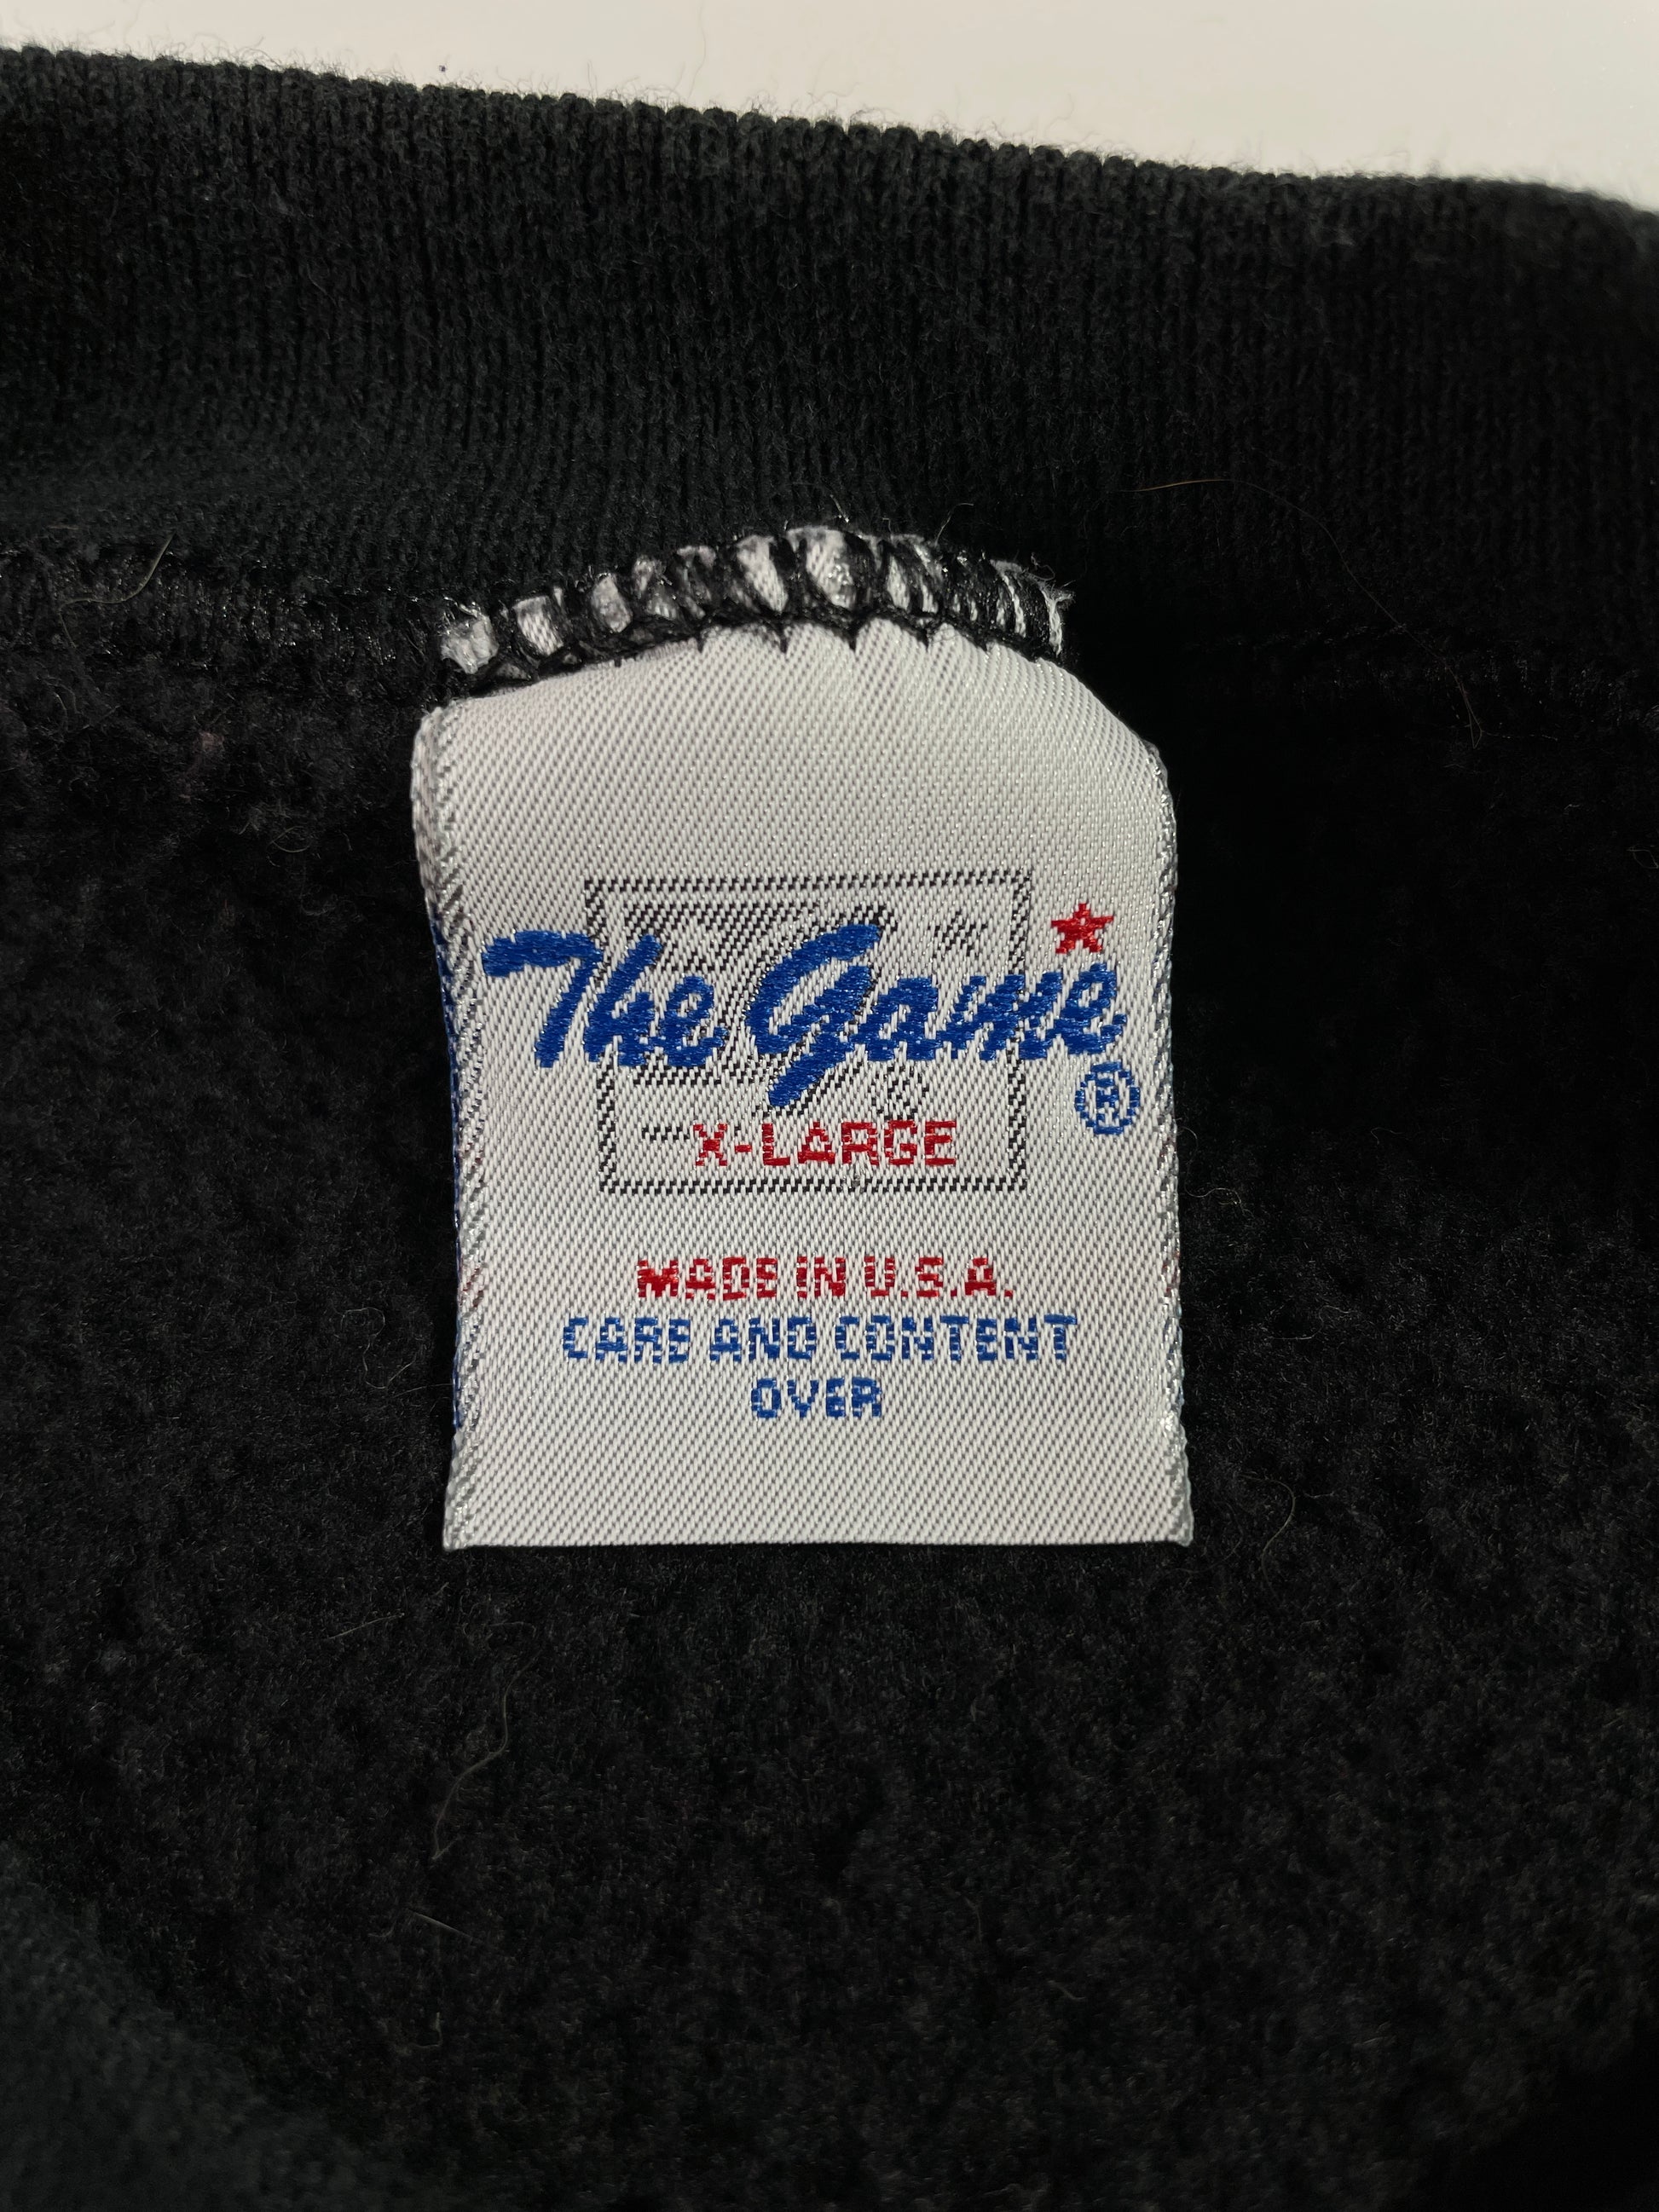 The Game
®
X-LARGE
MADE IN U.S.A.
CARE AND CONTENT
OVER